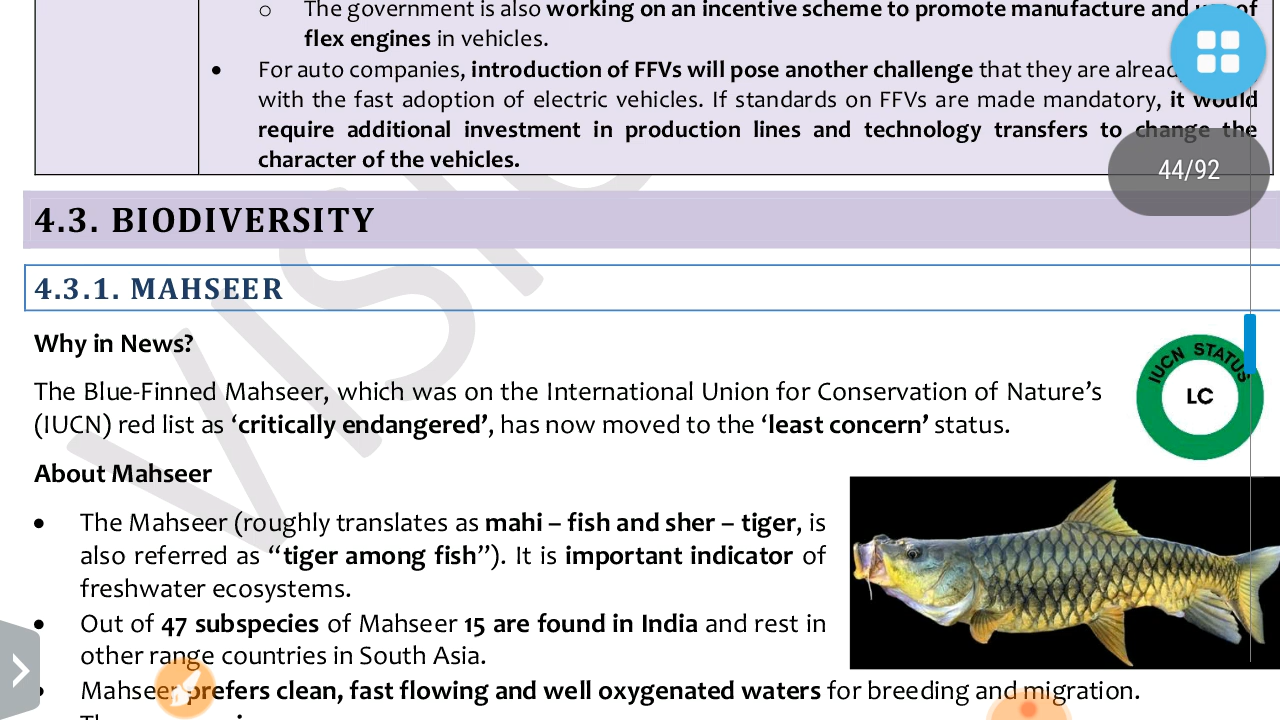 o The government is also working on an incentive scheme to promote manufacture and use of
flex engines in vehicles.
• For auto companies, introduction of FFVs will pose another challenge that they are
with the fast adoption of electric vehicles. If standards on FFVs are made mandatory, it would
require additional investment in production lines and technology transfers to change the
character of the vehicles.
44/92
4.3. BIODIVERSITY
4.3.1. MAHSEER
Why in News?
The Blue-Finned Mahseer, which was on the International Union for Conservation of Nature’s
(IUCN) red list as ‘critically endangered’, has now moved to the ‘least concern’ status.
IUCN STATUS
LC
About Mahseer
• The Mahseer (roughly translates as mahi – fish and sher – tiger, is
also referred as “tiger among fish”). It is important indicator of
freshwater ecosystems.
• Out of 47 subspecies of Mahseer 15 are found in India and rest in
other range countries in South Asia.
• Mahseer prefers clean, fast flowing and well oxygenated waters for breeding and migration.